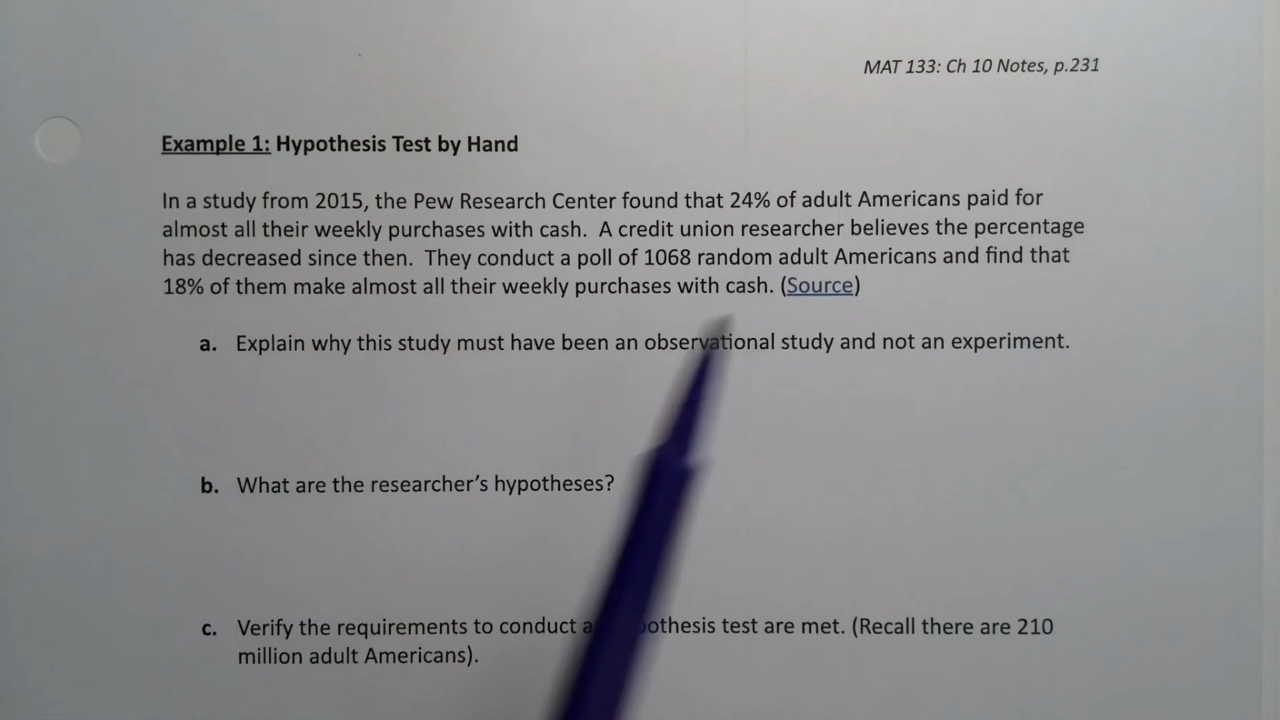 MAT 133: Ch 10 Notes, p.231
Example 1: Hypothesis Test by Hand
In a study from 2015, the Pew Research Center found that 24% of adult Americans paid for
almost all their weekly purchases with cash. A credit union researcher believes the percentage
has decreased since then. They conduct a poll of 1068 random adult Americans and find that
18% of them make almost all their weekly purchases with cash. (Source)
a. Explain why this study must have been an observational study and not an experiment.
b. What are the researcher's hypotheses?
c. Verify the requirements to conduct test are met. (Recall there are 210
million adult Americans).